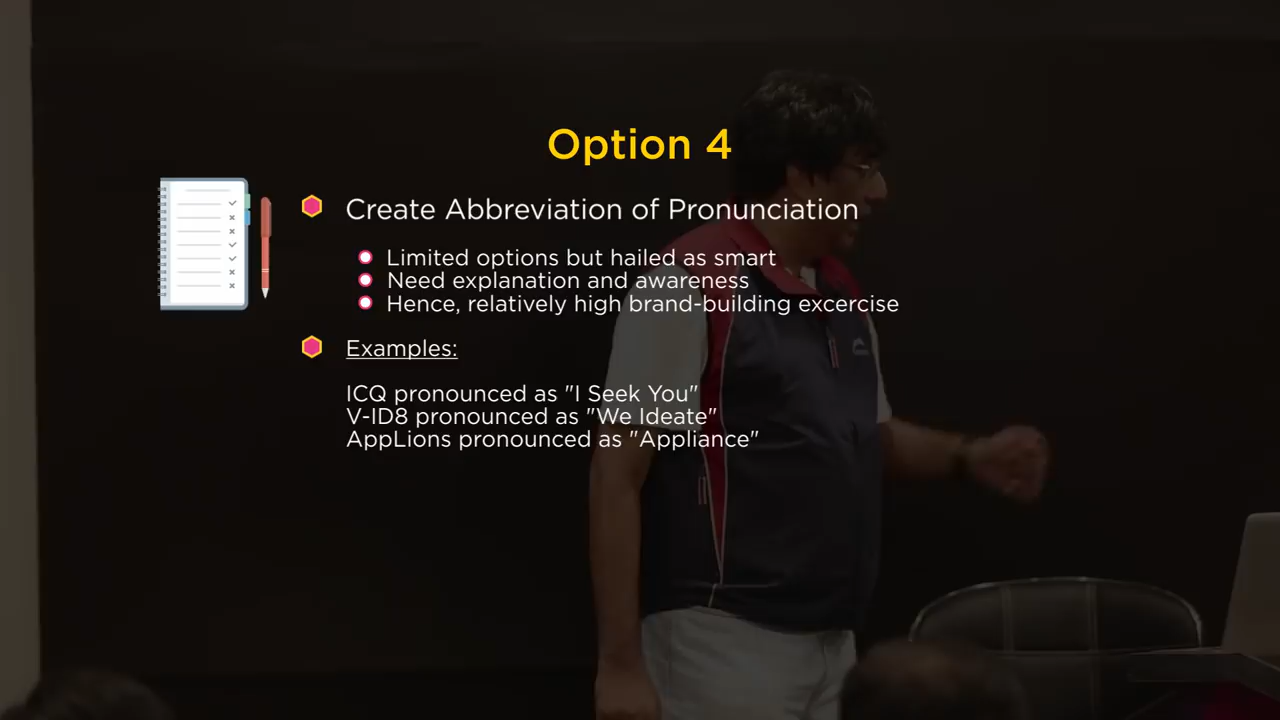 Option 4
Create Abbreviation of Pronunciation
Limited options but hailed as smart
Need explanation and awareness
Hence, relatively high brand-building excercise
Examples:
ICQ pronounced as "I Seek You"
V-ID8 pronounced as "We Ideate"
AppLions pronounced as "Appliance"